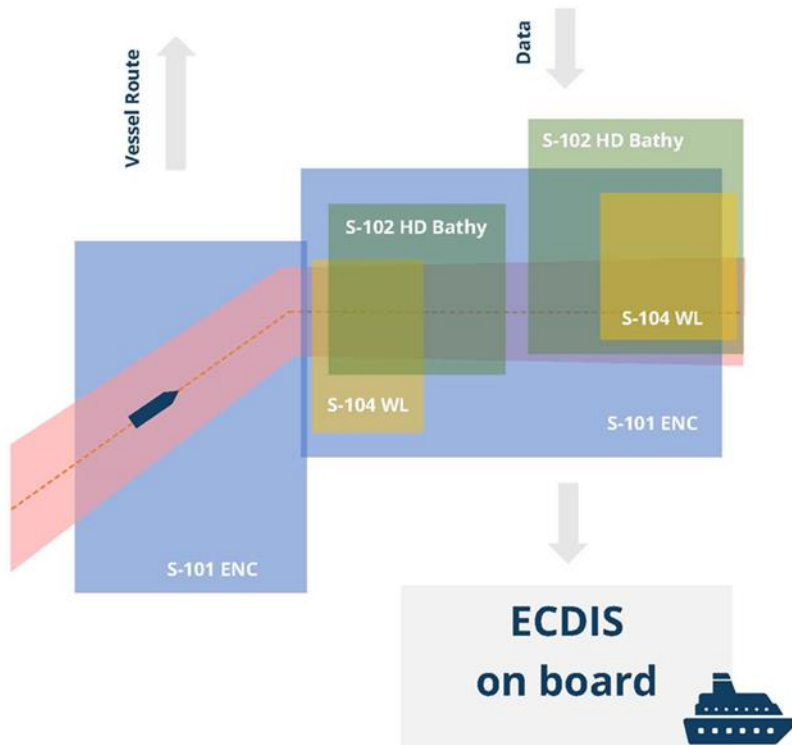 Vessel Route
Data
S-102 HD Bathy
S-102 HD Bathy
S-104 WL
S-104 WL
S-101 ENC
S-101 ENC
ECDIS
on board